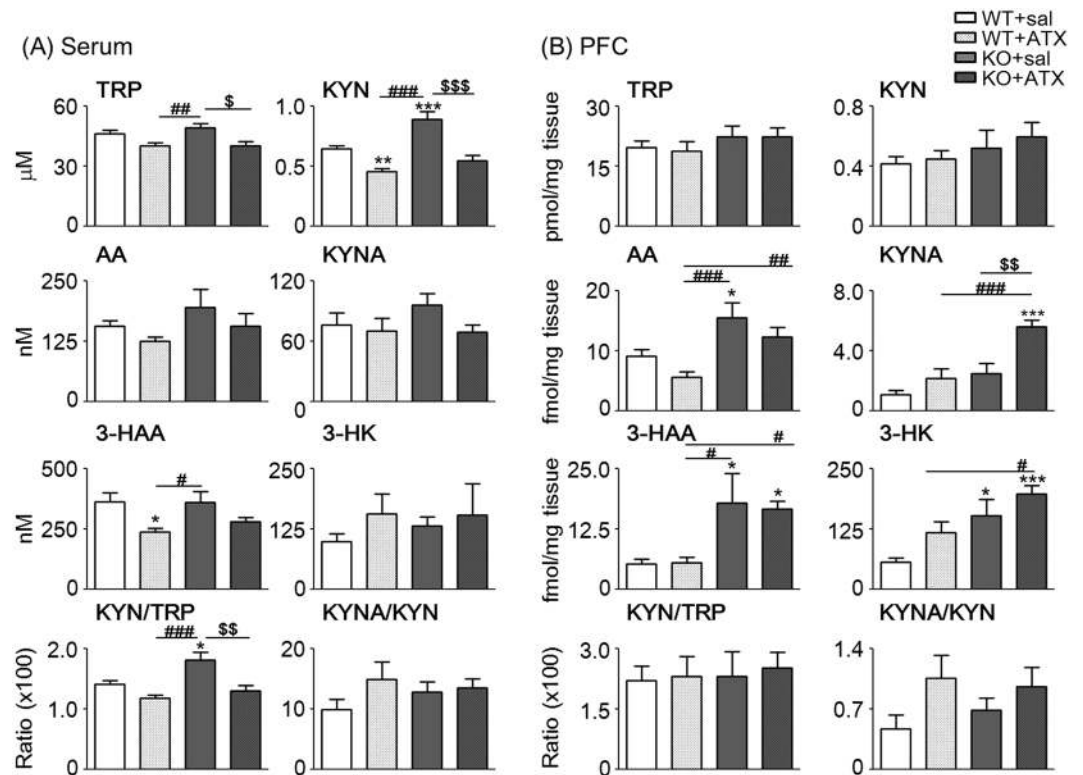 WT+sal
WT+ATX
KO+sal
KO+ATX
(A) Serum
(B) PFC
TRP
μM
60
40
20
0
##
$
KYN
1.0
0.5
0
**
###
***
$$$
AA
nM
250
125
0
KYNA
120
60
0
3-HAA
nM
500
250
0
*
#
3-HK
250
125
0
KYN/TRP
Ratio (x100)
2.0
1.0
0
###
*
$$
KYNA/KYN
20
10
0
TRP
pmol/mg tissue
30
15
0
KYN
0.8
0.4
0
AA
fmol/mg tissue
20
10
0
##
###
*
KYNA
8.0
4.0
0
$$
###
***
3-HAA
fmol/mg tissue
25
12.5
0
#
#
*
*
3-HK
250
125
0
#
*
***
KYN/TRP
Ratio (x100)
3.0
1.5
0
KYNA/KYN
1.4
0.7
0